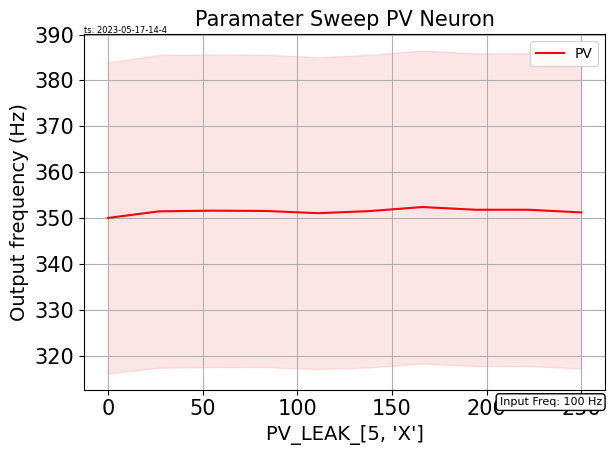 Paramater Sweep PV Neuron
ts: 2023-05-17-14-4
PV
Output frequency (Hz)
390
380
370
360
350
340
330
320
0 50 100 150 200 250
Input Freq: 100 Hz
PV_LEAK_[5, 'X']